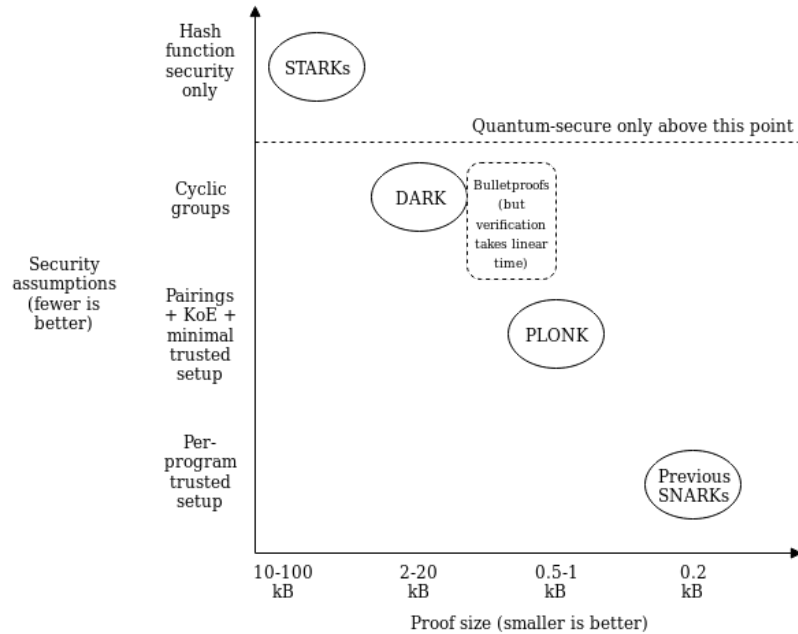 Hash
function
security
only
STARKs
Quantum-secure only above this point
Cyclic
groups
DARK
Bulletproofs
(but
verification
takes linear
time)
Security
assumptions
(fewer is
better)
Pairings
+ KoE +
minimal
trusted
setup
PLONK
Per-
program
trusted
setup
Previous
SNARKs
10-100
kB
2-20
kB
0.5-1
kB
0.2
kB
Proof size (smaller is better)